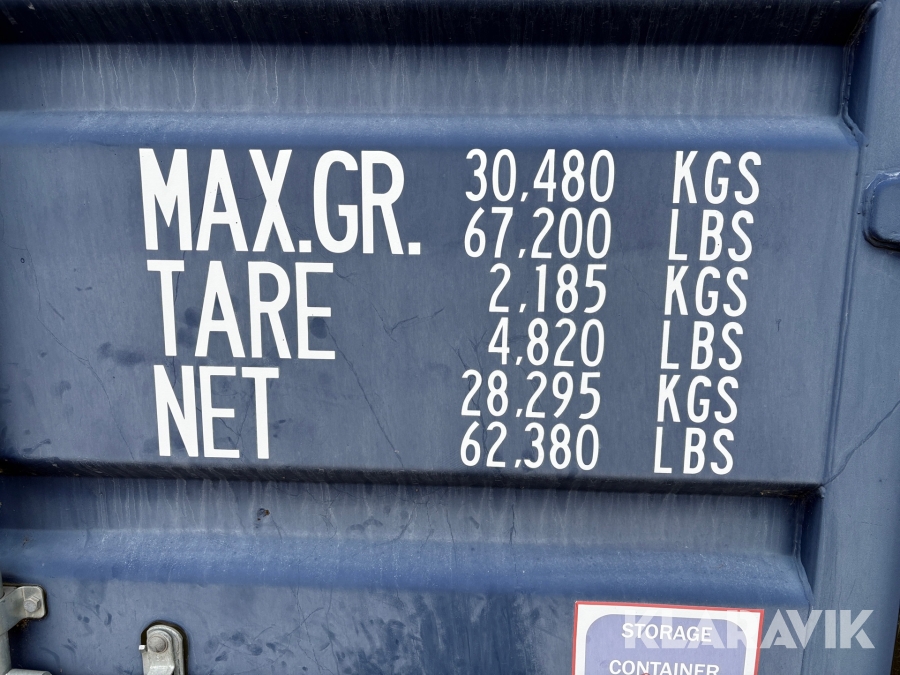 MAX.GR. 30,480 KGS
67,200 LBS
TARE 2,185 KGS
4,820 LBS
NET 28,295 KGS
62,380 LBS
STORAGE
CONTAINER
KLARAVIK